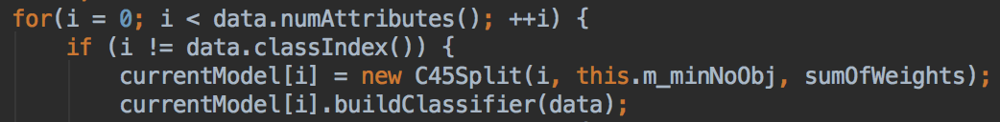 for(i = 0; i < data.numAttributes(); ++i) {
if (i != data.classIndex()) {
currentModel[i] = new C45Split(i, this.m_minNoObj, sumOfWeights);
currentModel[i].buildClassifier(data);